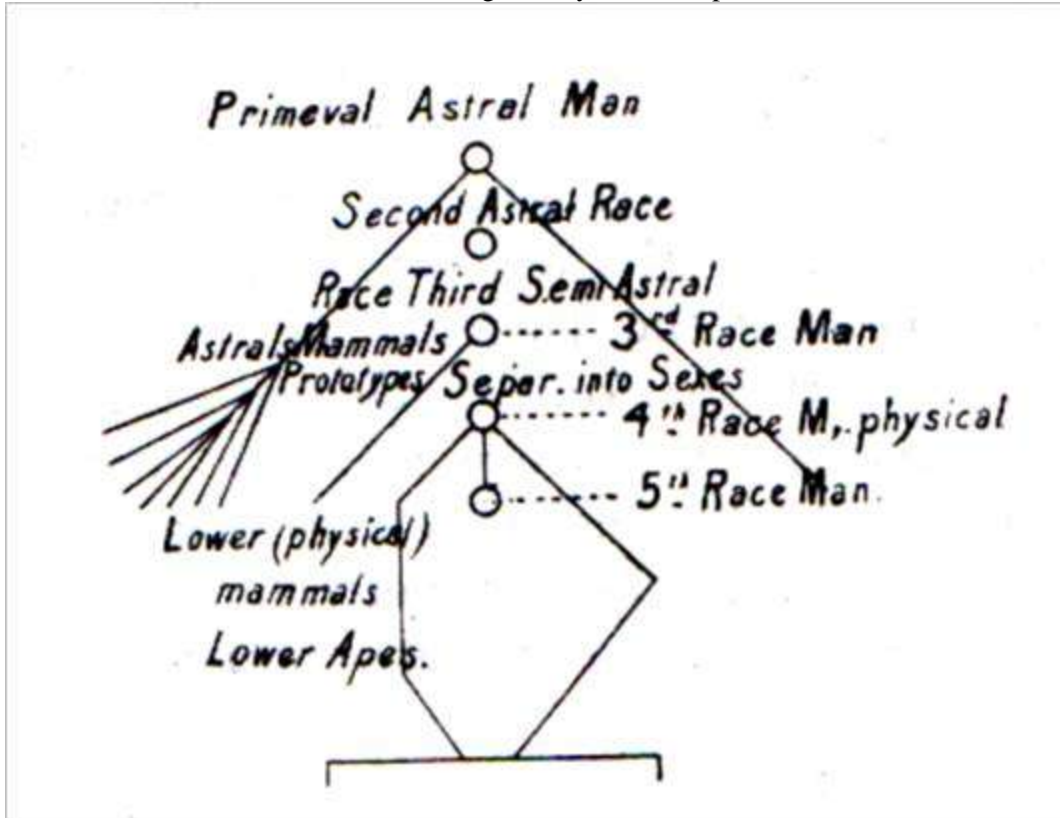 Primeval Astral Man
Second Astral Race
Race Third Semi Astral
3rd Race Man
Astrals Mammals
Prototypes
Separ. into Sexes
4th Race M,. physical
5th Race Man.
Lower (physical)
mammals
Lower Apes.